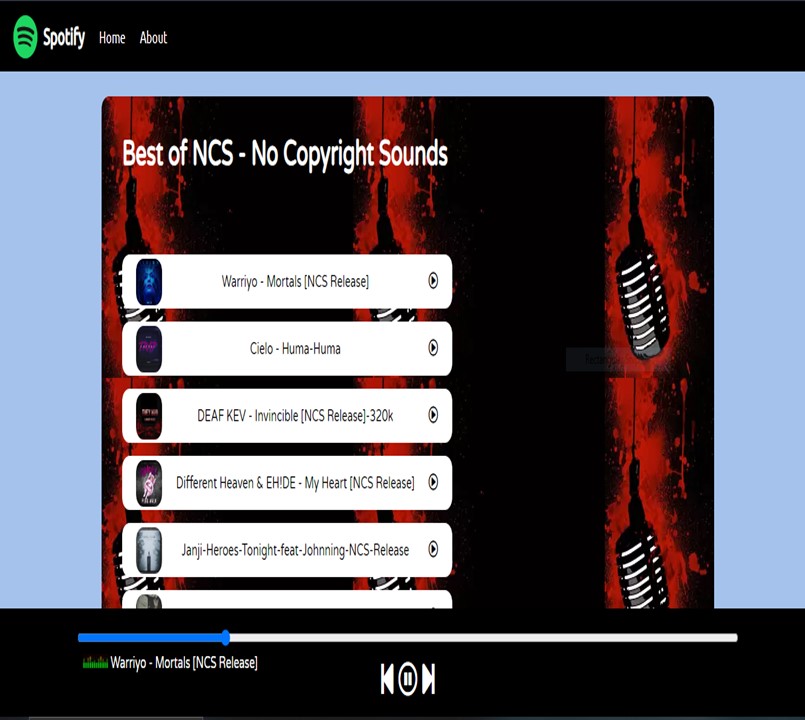 Spotify Home About
Best of NCS - No Copyright Sounds
Warriyo - Mortals [NCS Release]
Cielo - Huma-Huma
DEAF KEV - Invincible [NCS Release]-320k
Different Heaven & EH!DE - My Heart [NCS Release]
Janji-Heroes-Tonight-feat-Johnning-NCS-Release
Warriyo - Mortals [NCS Release]